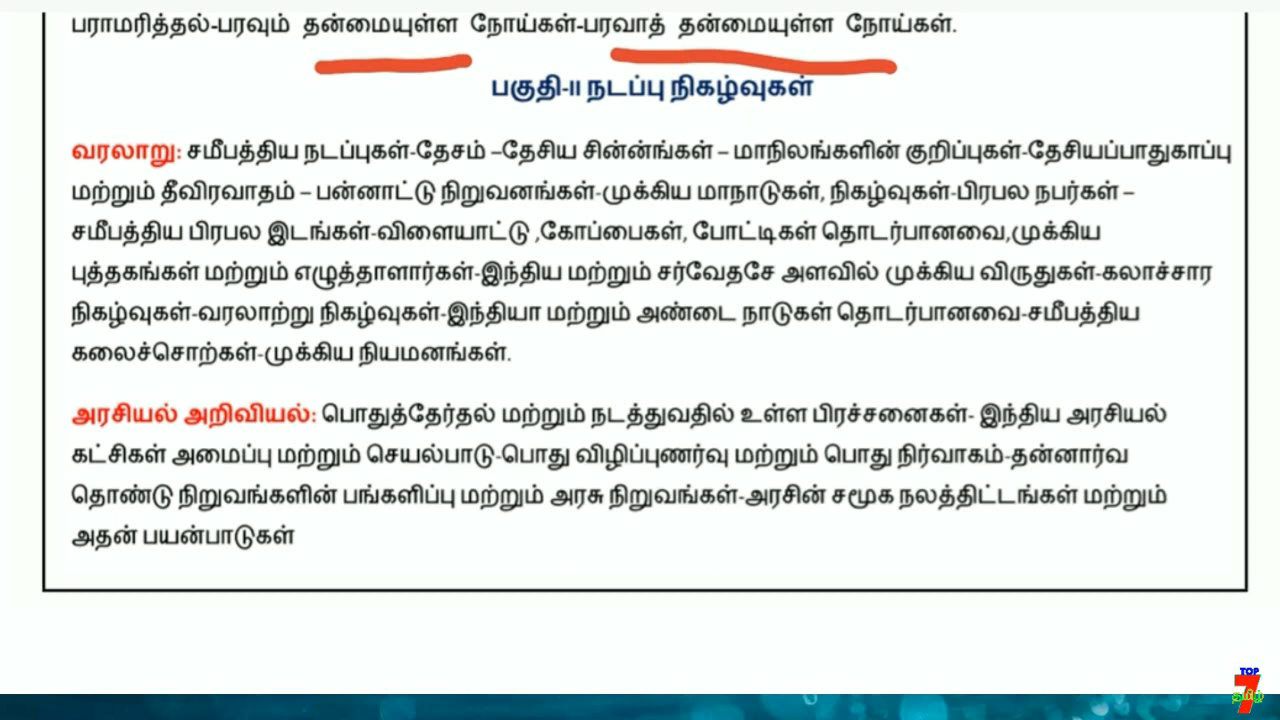 பராமரித்தல்-பரவும் தன்மையுள்ள நோய்கள்-பரவாத் தன்மையுள்ள நோய்கள்.
பகுதி-II நடப்பு நிகழ்வுகள்
வரலாறு: சமீபத்திய நடப்புகள்-தேசம் –தேசிய சின்ன்ங்கள் – மாநிலங்களின் குறிப்புகள்-தேசியப்பாதுகாப்பு
மற்றும் தீவிரவாதம் – பன்னாட்டு நிறுவனங்கள்-முக்கிய மாநாடுகள், நிகழ்வுகள்-பிரபல நபர்கள் –
சமீபத்திய பிரபல இடங்கள்-விளையாட்டு ,கோப்பைகள், போட்டிகள் தொடர்பானவை,முக்கிய
புத்தகங்கள் மற்றும் எழுத்தாளார்கள்-இந்திய மற்றும் சர்வேதசே அளவில் முக்கிய விருதுகள்-கலாச்சார
நிகழ்வுகள்-வரலாற்று நிகழ்வுகள்-இந்தியா மற்றும் அண்டை நாடுகள் தொடர்பானவை-சமீபத்திய
கலைச்சொற்கள்-முக்கிய நியமனங்கள்.
அரசியல் அறிவியல்: பொதுத்தேர்தல் மற்றும் நடத்துவதில் உள்ள பிரச்சனைகள்- இந்திய அரசியல்
கட்சிகள் அமைப்பு மற்றும் செயல்பாடு-பொது விழிப்புணர்வு மற்றும் பொது நிர்வாகம்-தன்னார்வ
தொண்டு நிறுவங்களின் பங்களிப்பு மற்றும் அரசு நிறுவங்கள்-அரசின் சமூக நலத்திட்டங்கள் மற்றும்
அதன் பயன்பாடுகள்
TOP
7
தமிழ்